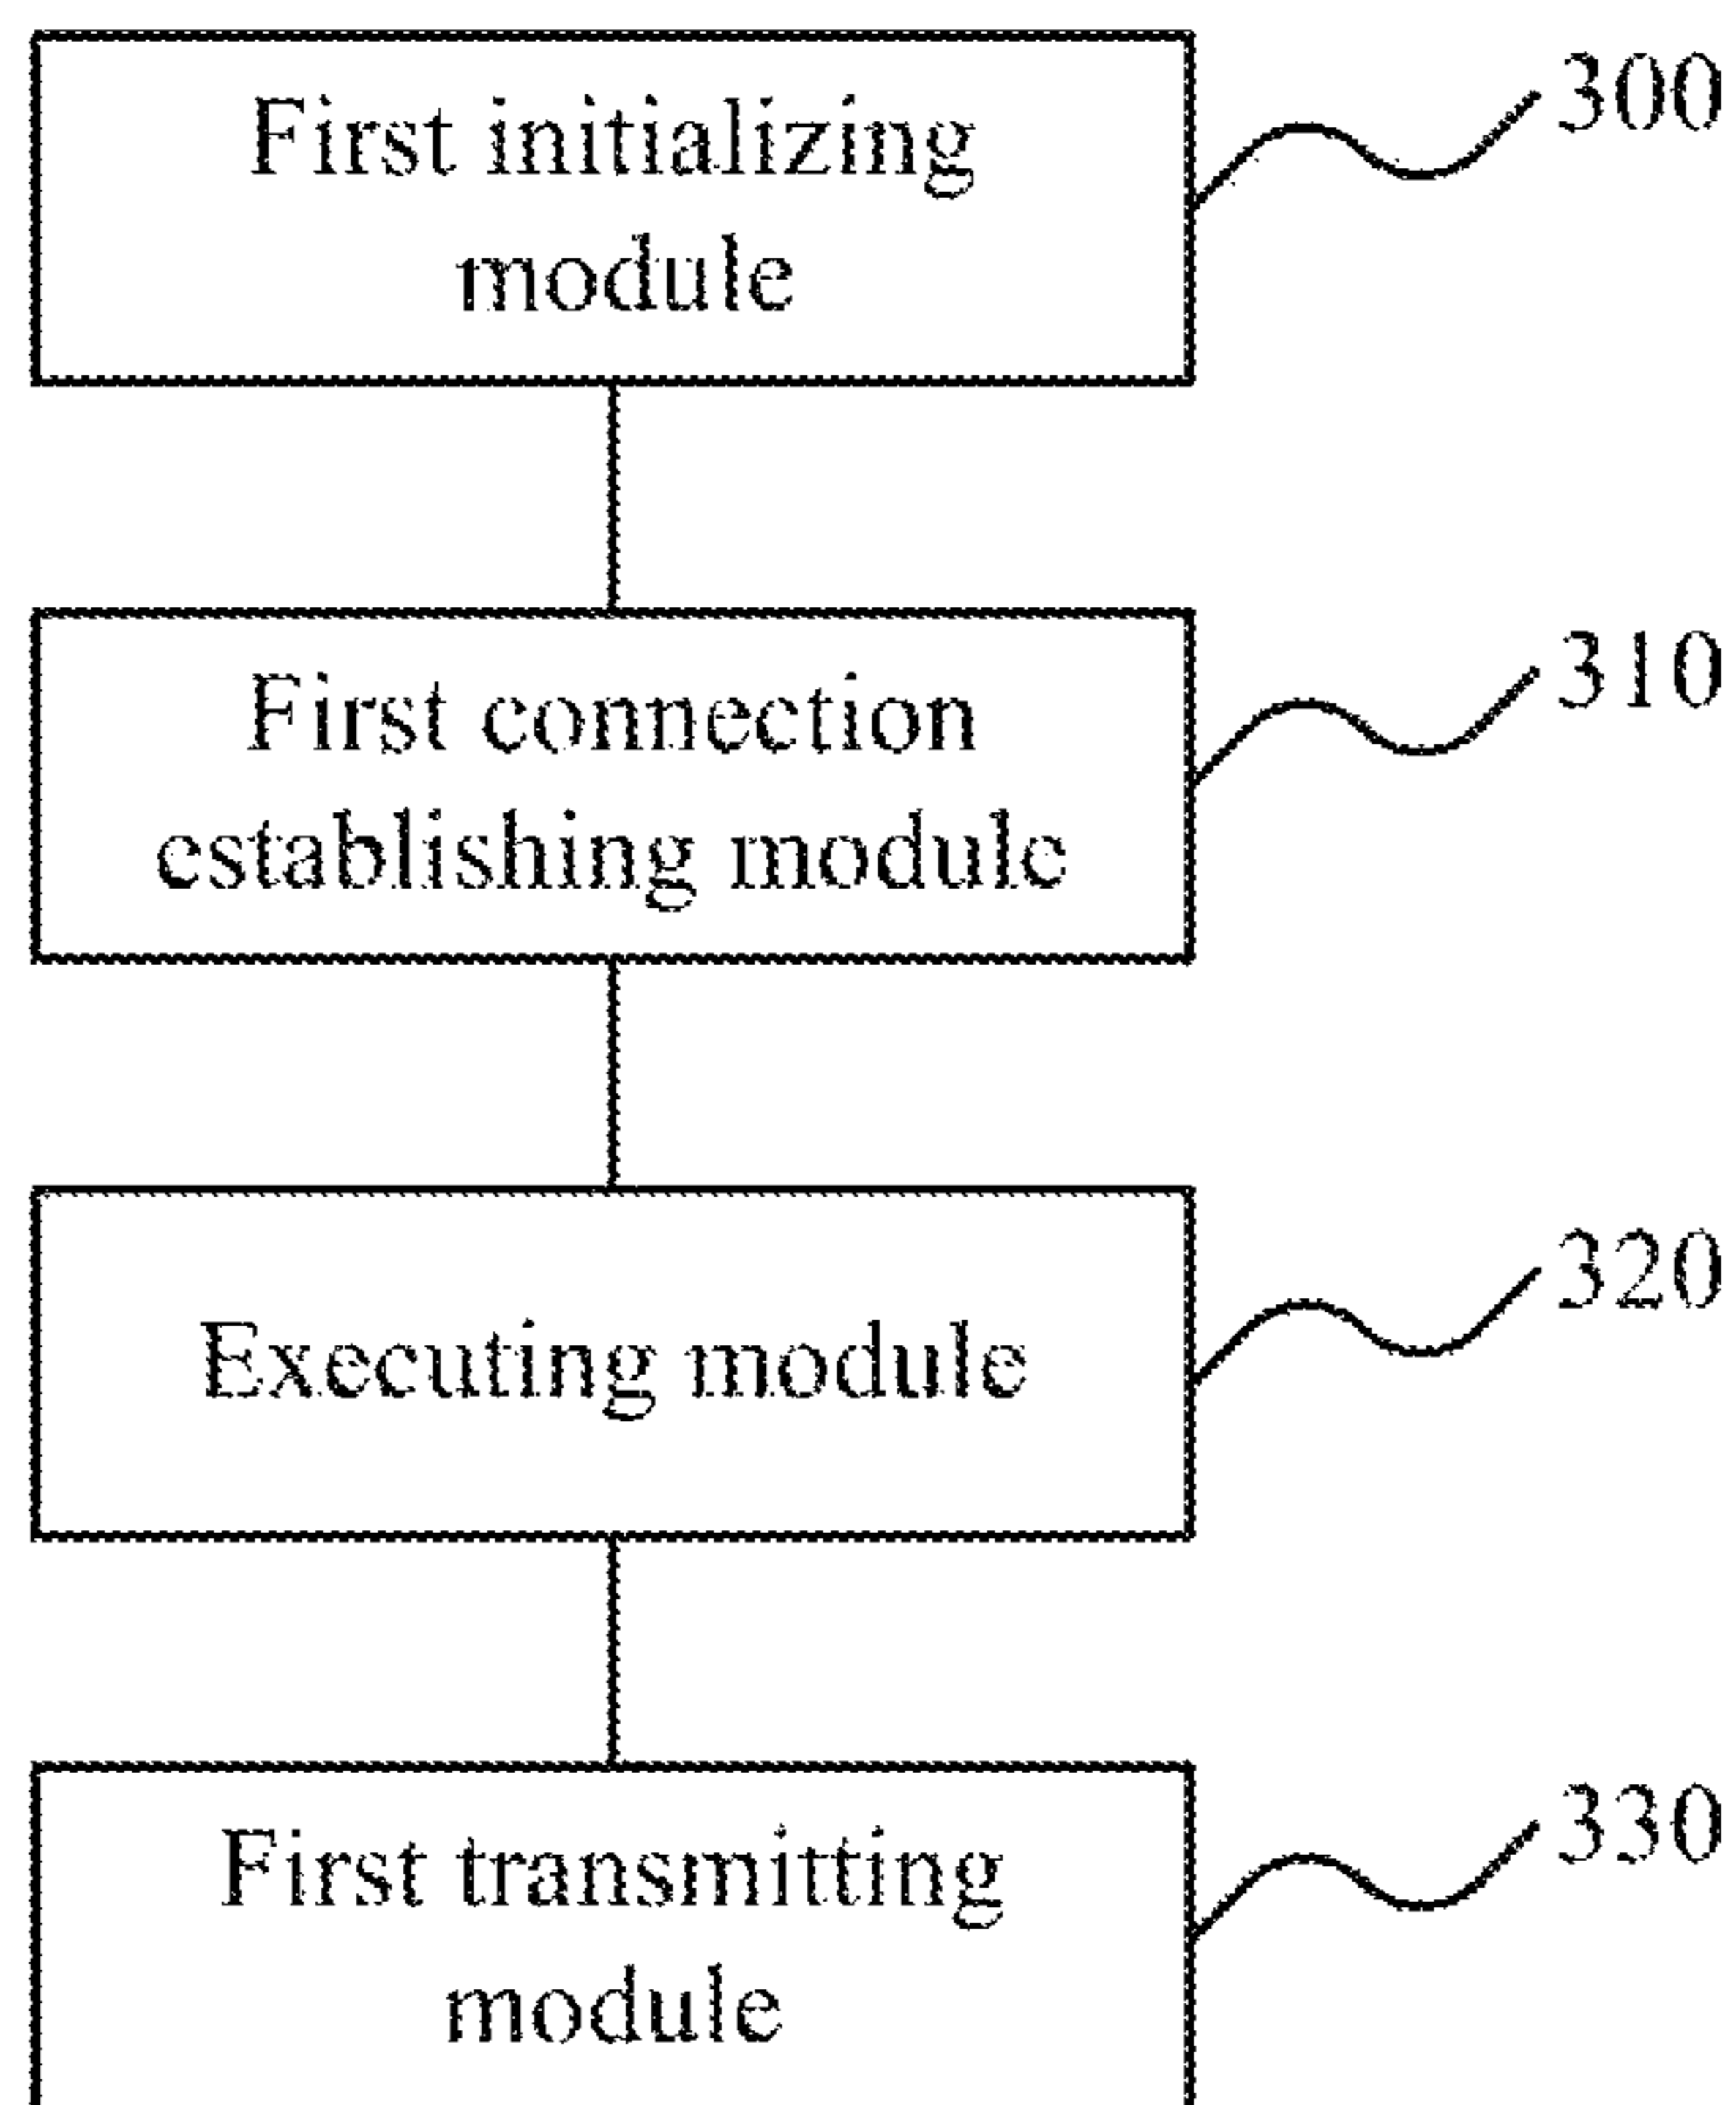 First initializing
module
300
First connection
establishing module
310
Executing module
320
First transmitting
module
330